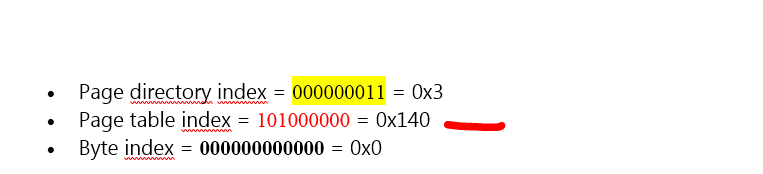 • Page directory index = 000000011 = 0x3
• Page table index = 101000000 = 0x140
• Byte index = 000000000000 = 0x0